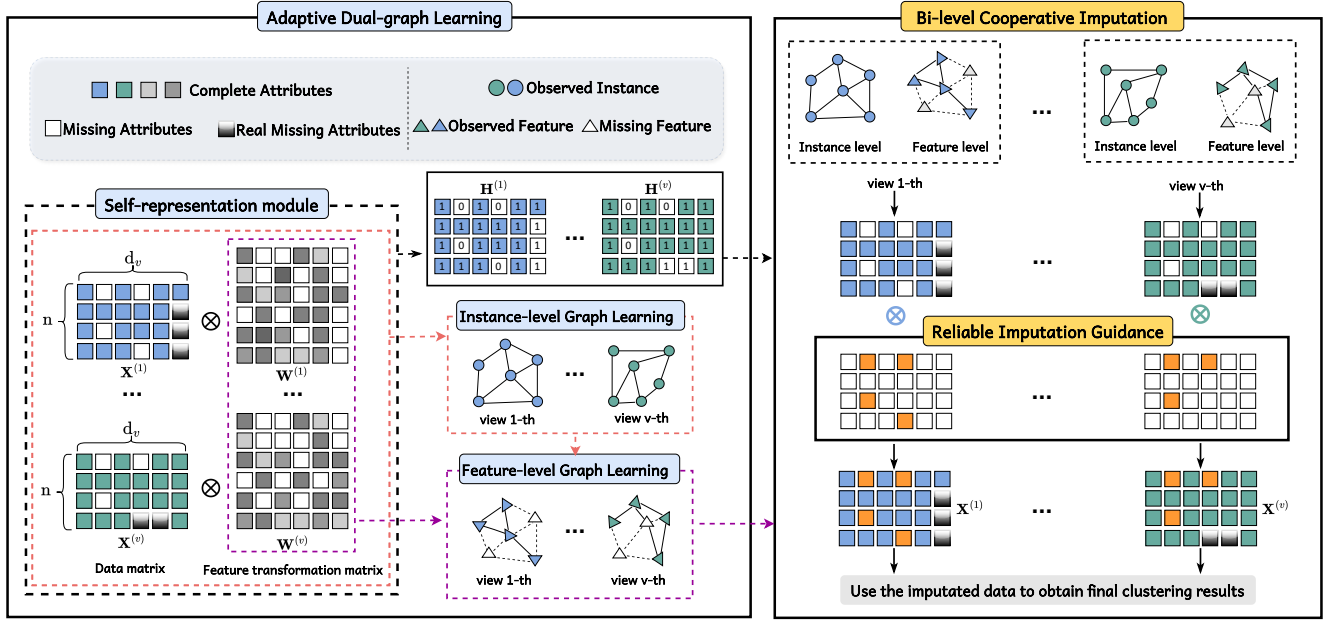 Adaptive Dual-graph Learning
Complete Attributes
Observed Instance
Missing Attributes
Real Missing Attributes
Observed Feature
Missing Feature
Self-representation module
d_v
n
X^(1)
W^(1)
...
...
d_v
n
X^(v)
W^(v)
Data matrix
Feature transformation matrix
H^(1)
H^(v)
1 0 1 0 1 1
1 1 1 1 1 1
1 0 1 1 1 1
1 1 1 0 1 1
...
1 0 1 0 1 1
1 1 1 1 1 1
1 0 1 1 1 1
1 1 1 1 1 1
Instance-level Graph Learning
...
view 1-th
view v-th
Feature-level Graph Learning
...
view 1-th
view v-th
Bi-level Cooperative Imputation
Instance level
Feature level
...
Instance level
Feature level
view 1-th
view v-th
...
Reliable Imputation Guidance
...
X^(1)
...
X^(v)
Use the imputated data to obtain final clustering results